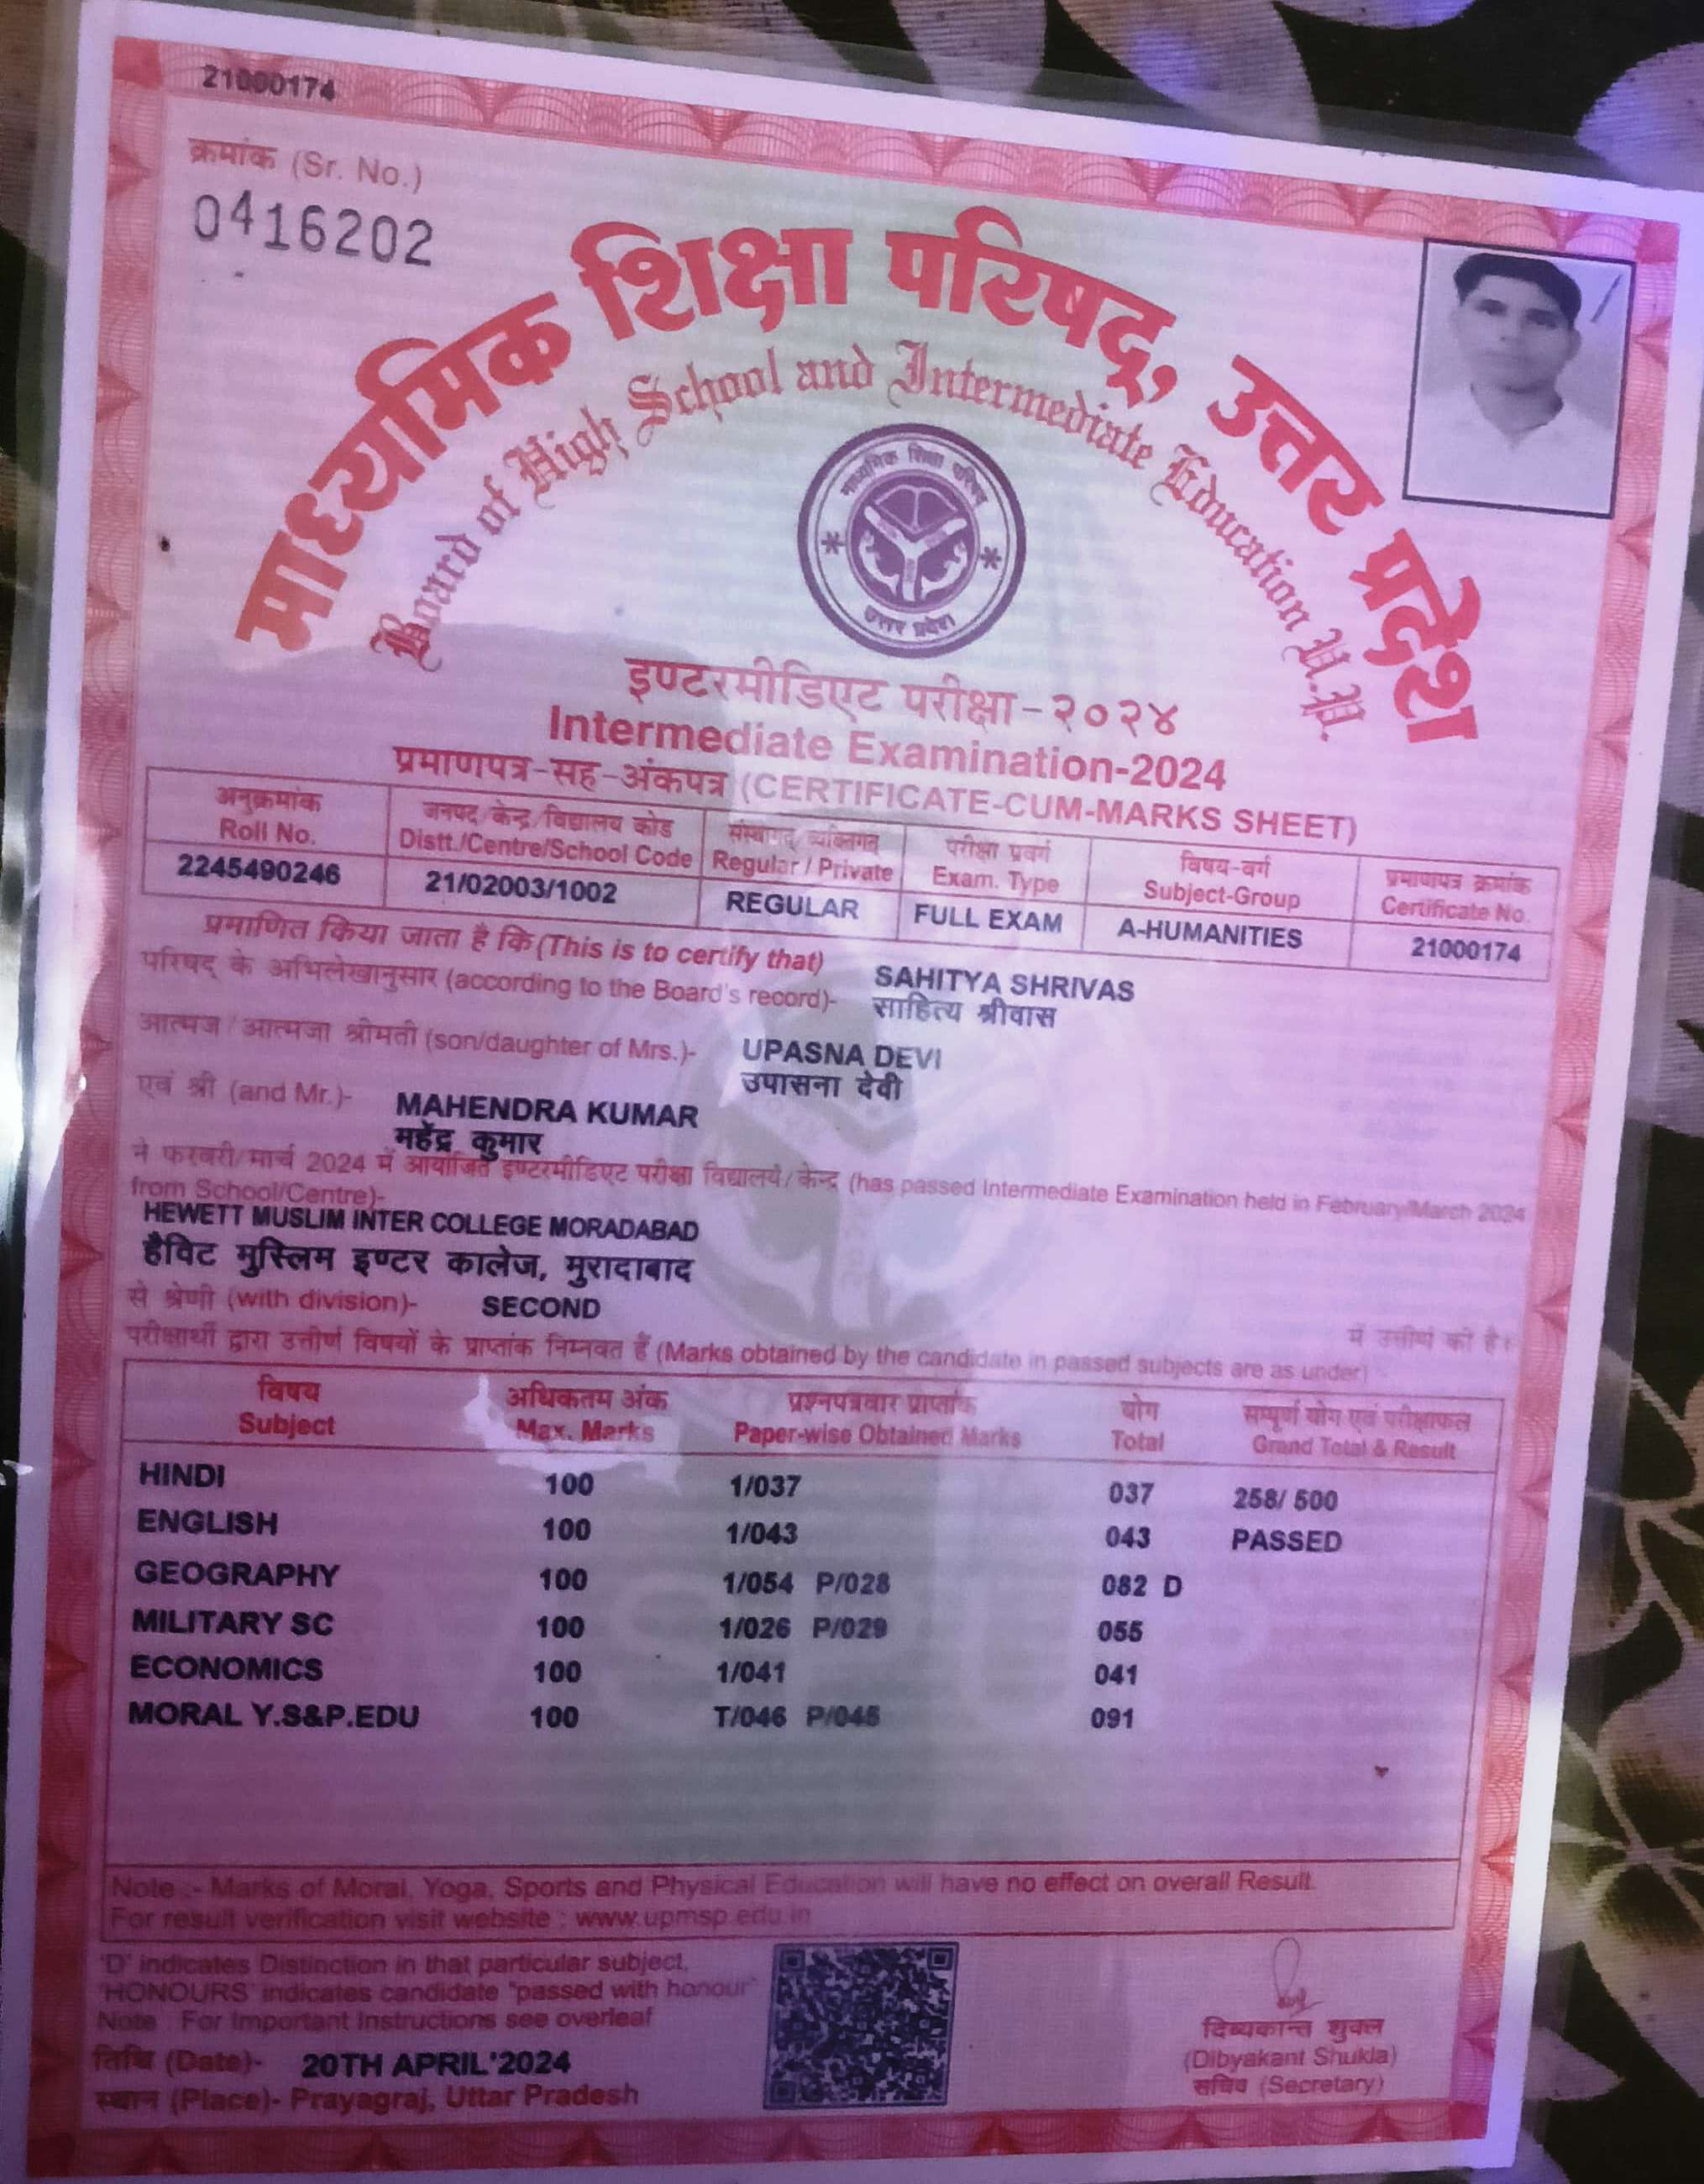 21000174
क्रमांक (Sr. No.)
0416202
माध्यमिक शिक्षा परिषद्, उत्तर प्रदेश
Board of High School and Intermediate Education U.P.
माध्यमिक शिक्षा परिषद
उत्तर प्रदेश
इण्टरमीडिएट परीक्षा-२०२४
Intermediate Examination-2024
प्रमाणपत्र-सह-अंकपत्र (CERTIFICATE-CUM-MARKS SHEET)
अनुक्रमांक जनपद/केन्द्र/विद्यालय कोड संस्थागत/व्यक्तिगत परीक्षा प्रवर्ग विषय-वर्ग प्रमाणपत्र क्रमांक
Roll No. Distt./Centre/School Code Regular / Private Exam. Type Subject-Group Certificate No.
2245490246 21/02003/1002 REGULAR FULL EXAM A-HUMANITIES 21000174
प्रमाणित किया जाता है कि (This is to certify that)
परिषद् के अभिलेखानुसार (according to the Board's record)- SAHITYA SHRIVAS
साहित्य श्रीवास
आत्मज / आत्मजा श्रीमती (son/daughter of Mrs.)- UPASNA DEVI
उपासना देवी
एवं श्री (and Mr.)- MAHENDRA KUMAR
महेंद्र कुमार
ने फरवरी/मार्च 2024 में आयोजित इण्टरमीडिएट परीक्षा विद्यालय/केन्द्र (has passed Intermediate Examination held in February/March 2024
from School/Centre)-
HEWETT MUSLIM INTER COLLEGE MORADABAD
हैविट मुस्लिम इण्टर कालेज, मुरादाबाद
से श्रेणी (with division)- SECOND
में उत्तीर्ण की है।
परीक्षार्थी द्वारा उत्तीर्ण विषयों के प्राप्तांक निम्नवत हैं (Marks obtained by the candidate in passed subjects are as under) -
विषय अधिकतम अंक प्रश्नपत्रवार प्राप्तांक योग सम्पूर्ण योग एवं परीक्षाफल
Subject Max. Marks Paper-wise Obtained Marks Total Grand Total & Result
HINDI 100 1/037 037 258/ 500
ENGLISH 100 1/043 043 PASSED
GEOGRAPHY 100 1/054 P/028 082 D
MILITARY SC 100 1/026 P/029 055
ECONOMICS 100 1/041 041
MORAL Y.S&P.EDU 100 T/046 P/045 091
Note :- Marks of Moral, Yoga, Sports and Physical Education will have no effect on overall Result.
For result verification visit website : www.upmsp.edu.in
'D' indicates Distinction in that particular subject.
'HONOURS' indicates candidate "passed with honour"
Note : For Important Instructions see overleaf
तिथि (Date)- 20TH APRIL'2024
स्थान (Place)- Prayagraj, Uttar Pradesh
दिव्यकान्त शुक्ल
(Dibyakant Shukla)
सचिव (Secretary)